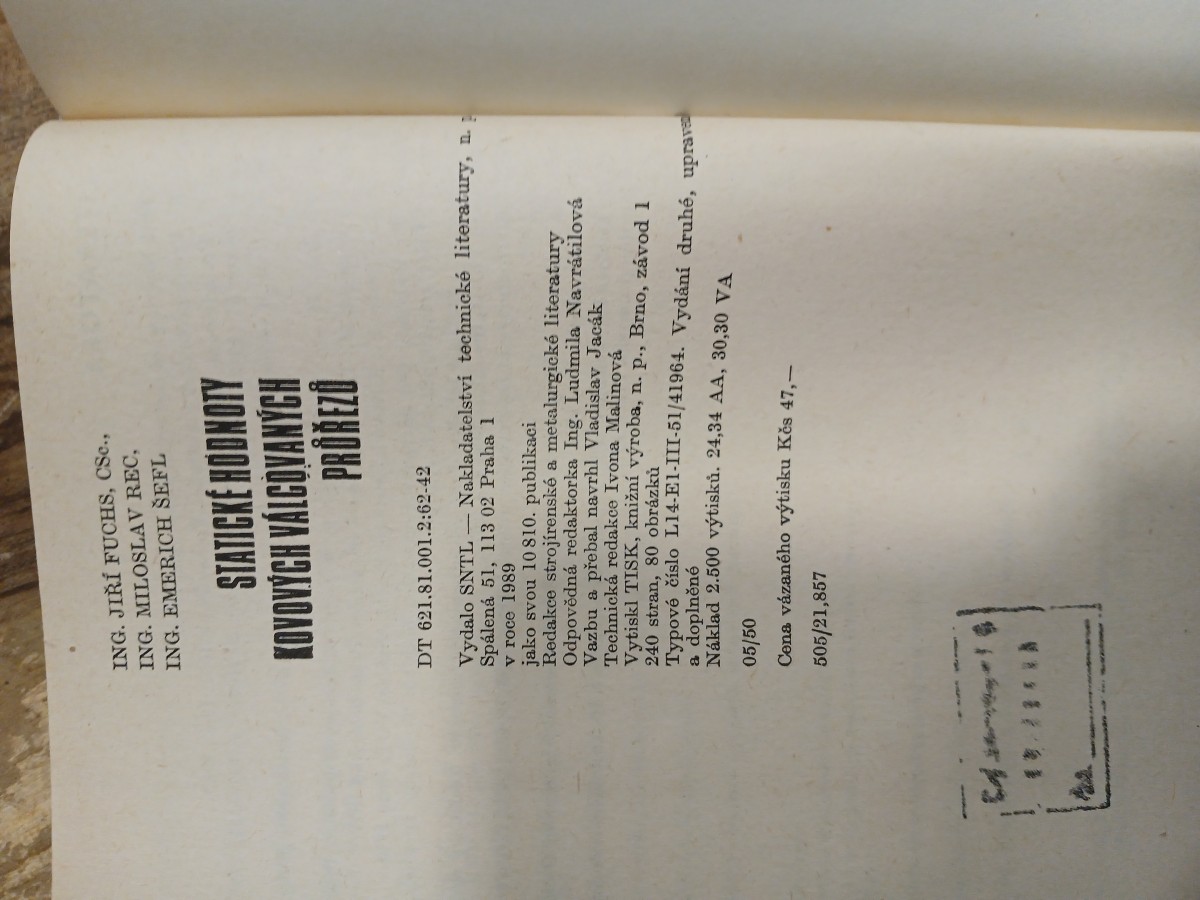 ING. JIŘÍ FUCHS, CSc.,
ING. MILOSLAV REC,
ING. EMERICH ŠEFL
STATICKÉ HODNOTY
KOVOVÝCH VÁLCOVANÝCH
PRŮŘEZŮ
DT 621.81.001.2:62-42
Vydalo SNTL — Nakladatelství technické literatury, n.
Spálená 51, 113 02 Praha 1
v roce 1989
jako svou 10 810. publikaci
Redakce strojírenské a metalurgické literatury
Odpovědná redaktorka Ing. Ludmila Navrátilová
Vazbu a přebal navrhl Vladislav Jacák
Technická redakce Ivona Malinová
Vytiskl TISK, knižní výroba, n. p., Brno, závod 1
240 stran, 80 obrázků
Typové číslo L14-E1-III-51/41964. Vydání druhé, upraven
a doplněné
Náklad 2.500 výtisků. 24,34 AA, 30,30 VA
05/50
Cena vázaného výtisku Kčs 47,—
505/21,857